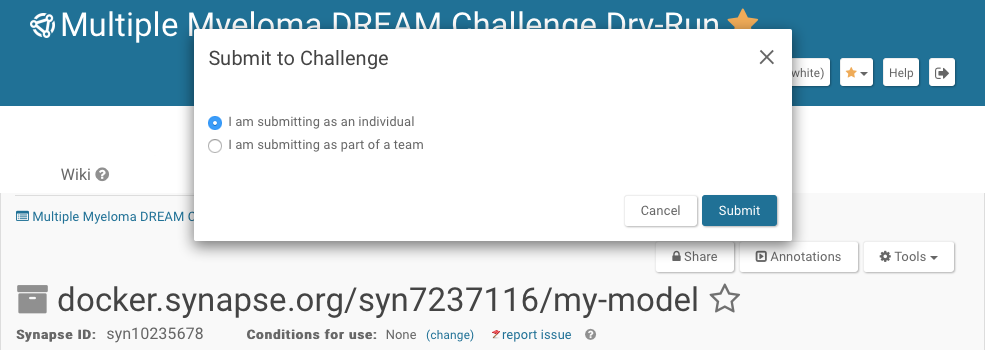 Multiple Myeloma DREAM Challenge Dry-Run
Submit to Challenge
white)
Help
I am submitting as an individual
I am submitting as part of a team
Wiki
Cancel
Submit
Multiple Myeloma DREAM C
Share
Annotations
Tools
docker.synapse.org/syn7237116/my-model
Synapse ID: syn10235678 Conditions for use: None (change) report issue